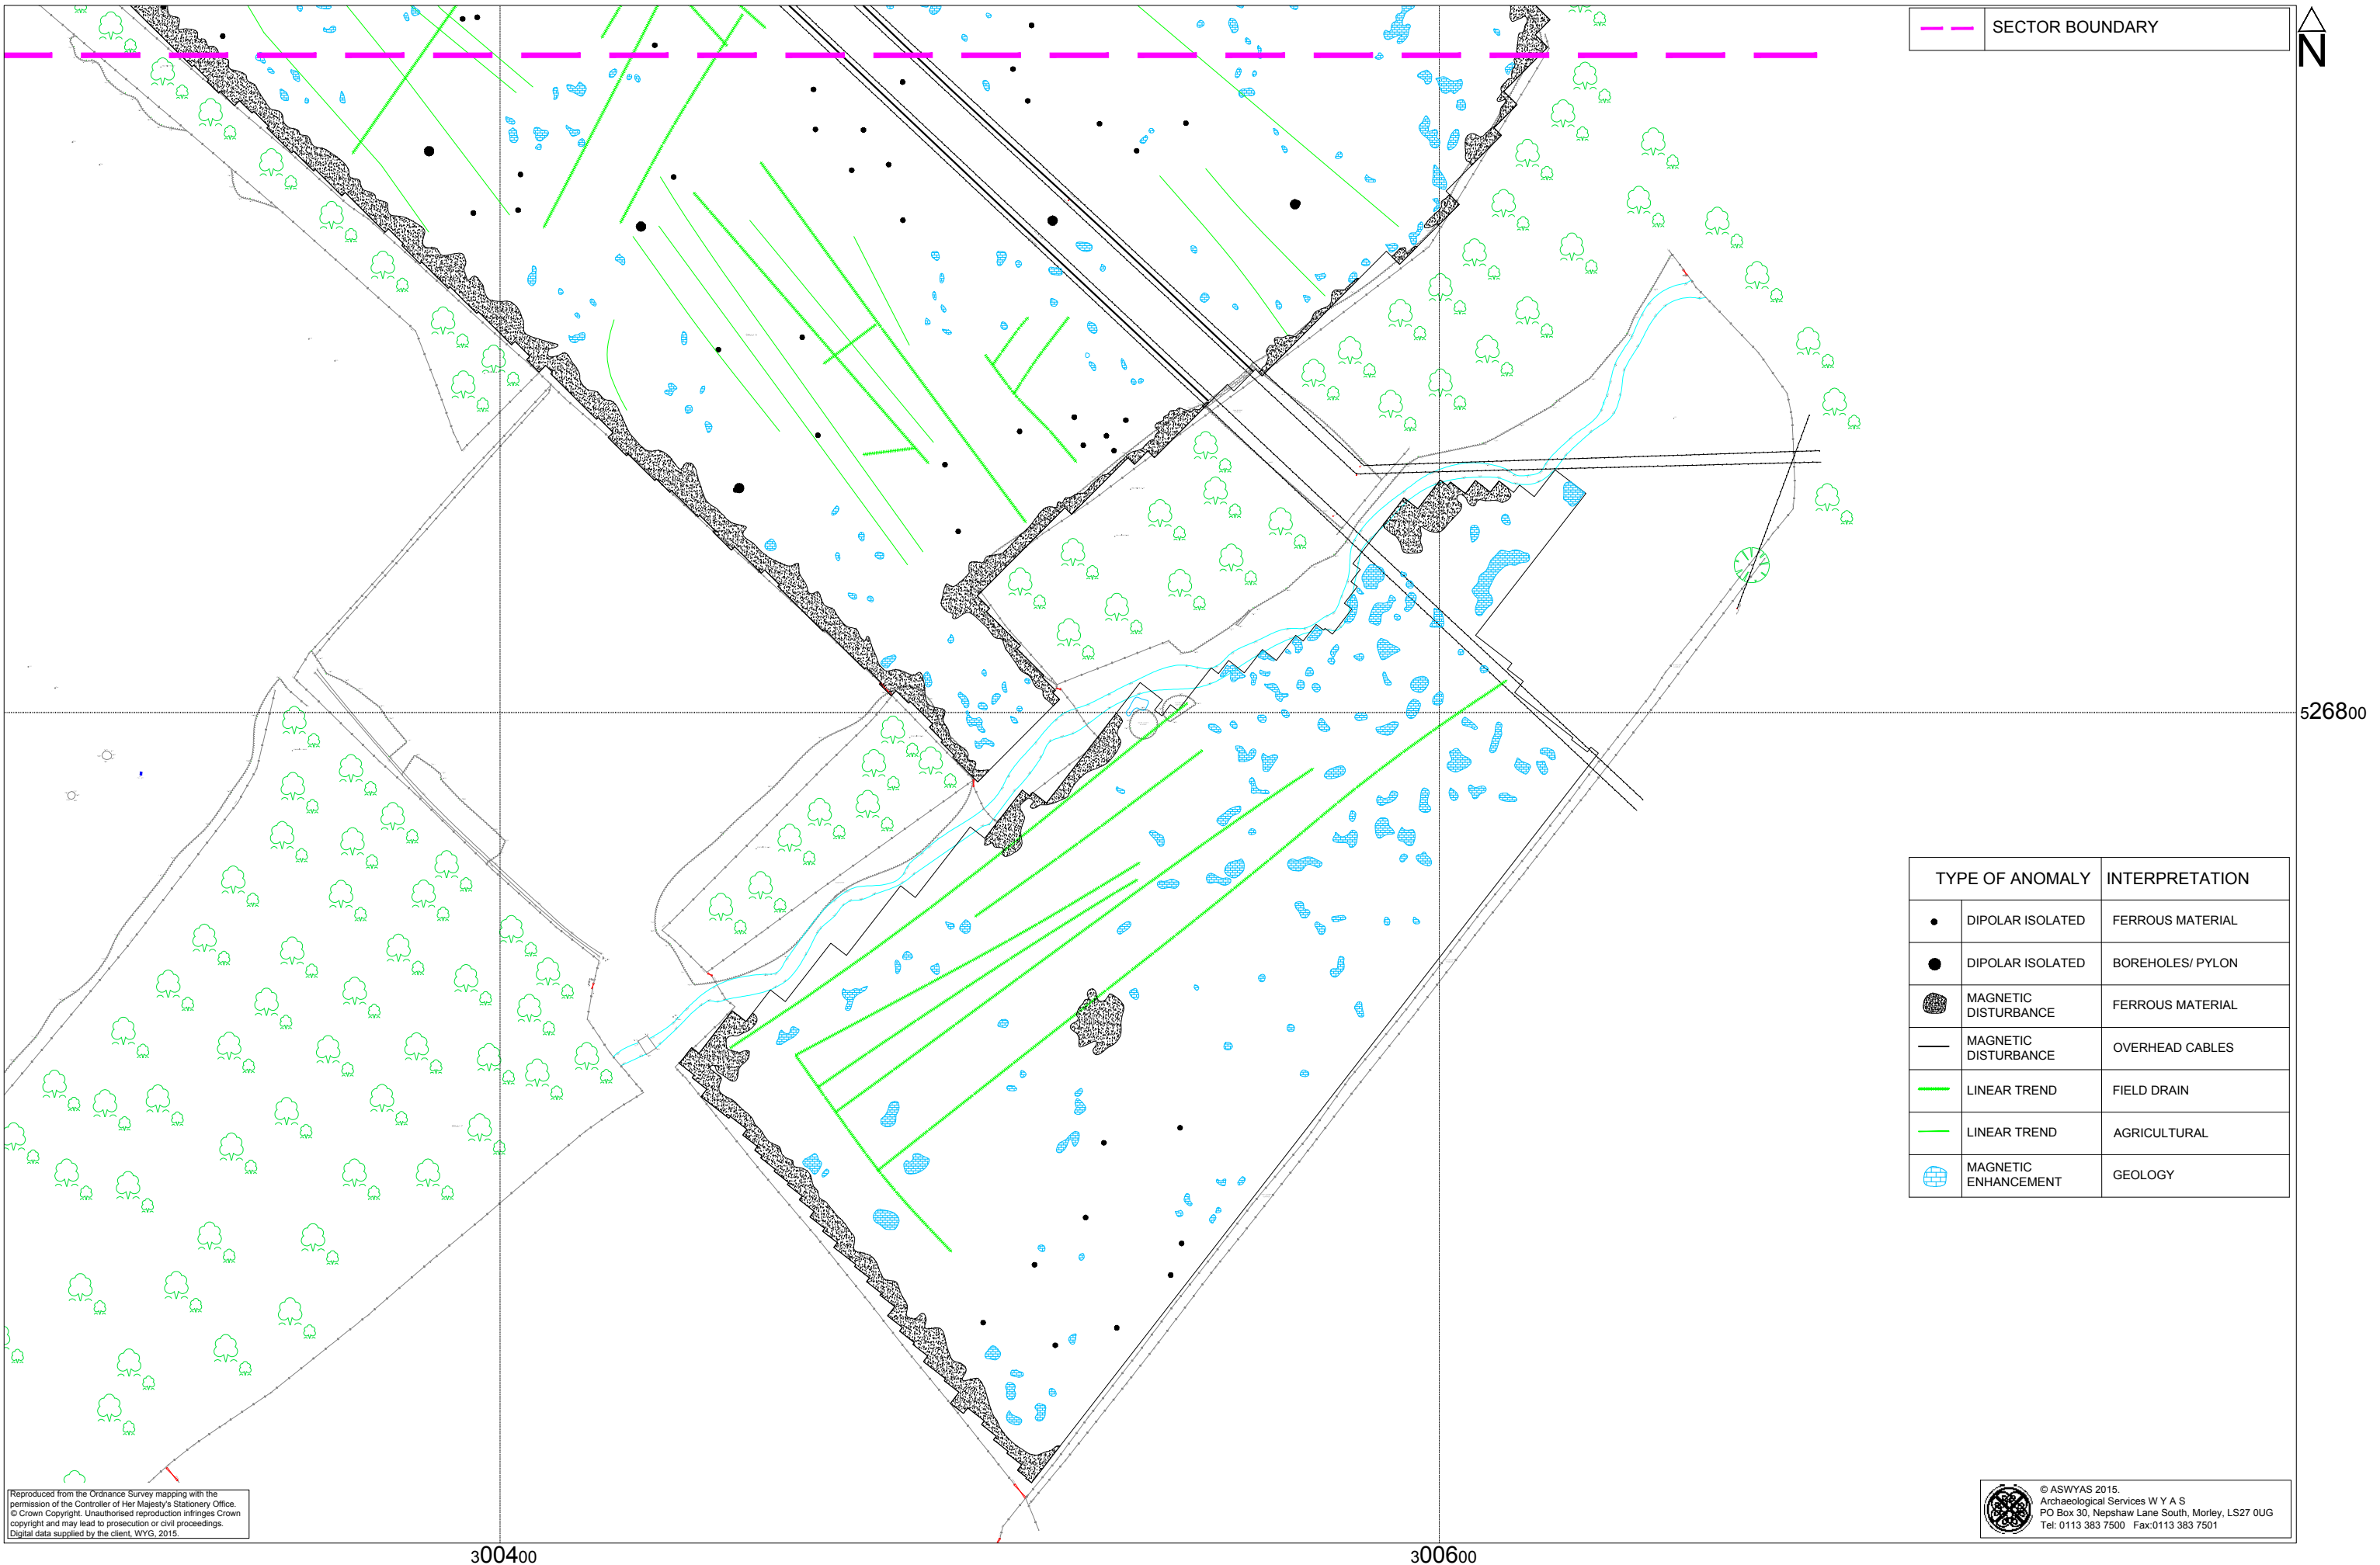 SECTOR BOUNDARY
N
526800
TYPE OF ANOMALY INTERPRETATION
DIPOLAR ISOLATED FERROUS MATERIAL
DIPOLAR ISOLATED BOREHOLES/ PYLON
MAGNETIC
DISTURBANCE FERROUS MATERIAL
MAGNETIC
DISTURBANCE OVERHEAD CABLES
LINEAR TREND FIELD DRAIN
LINEAR TREND AGRICULTURAL
MAGNETIC
ENHANCEMENT GEOLOGY
Reproduced from the Ordnance Survey mapping with the
permission of the Controller of Her Majesty's Stationery Office.
© Crown Copyright. Unauthorised reproduction infringes Crown
copyright and may lead to prosecution or civil proceedings.
Digital data supplied by the client, WYG, 2015.
© ASWYAS 2015.
Archaeological Services W Y A S
PO Box 30, Nepshaw Lane South, Morley, LS27 0UG
Tel: 0113 383 7500 Fax:0113 383 7501
300400
300600